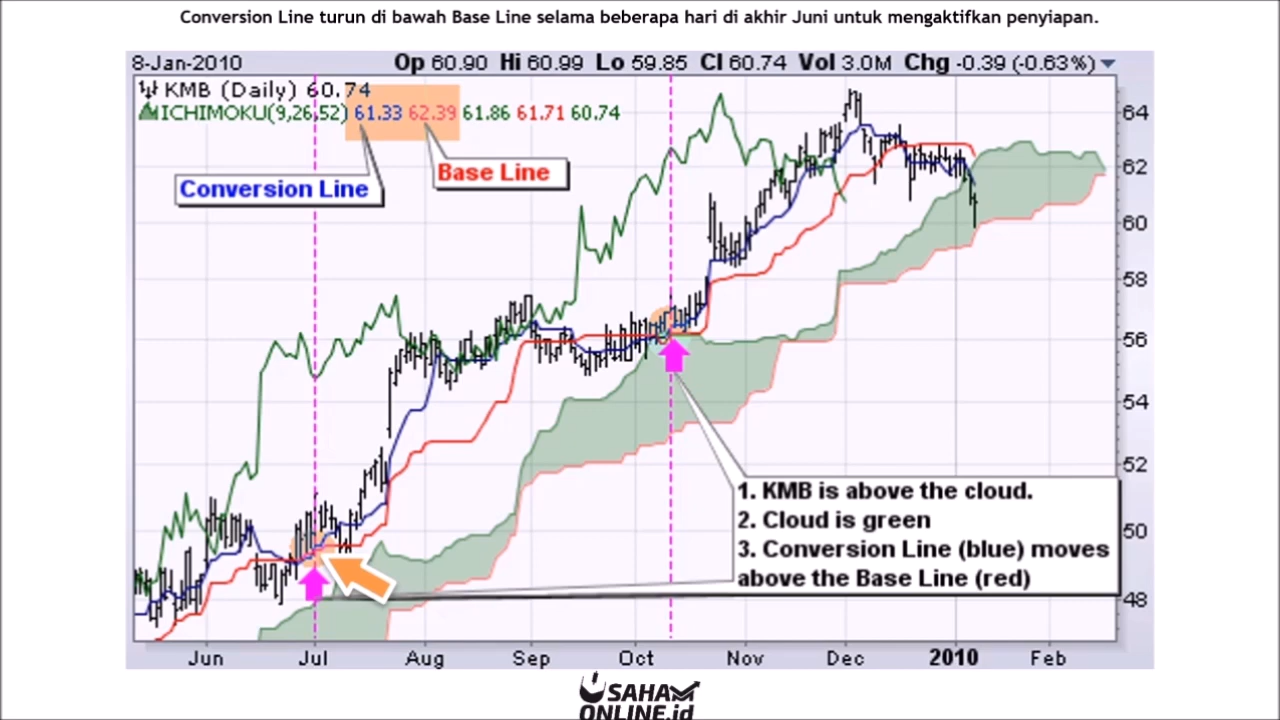 Conversion Line turun di bawah Base Line selama beberapa hari di akhir Juni untuk mengaktifkan penyiapan.
8-Jan-2010 Op 60.90 Hi 60.99 Lo 59.85 Cl 60.74 Vol 3.0M Chg -0.39 (-0.63%)
KMB (Daily) 60.74
ICHIMOKU(9,26,52) 61.33 62.39 61.86 61.71 60.74
Base Line
Conversion Line
64
62
60
58
56
54
52
50
48
1. KMB is above the cloud.
2. Cloud is green
3. Conversion Line (blue) moves
above the Base Line (red)
Jun Jul Aug Sep Oct Nov Dec 2010 Feb
SAHAM
ONLINE.id